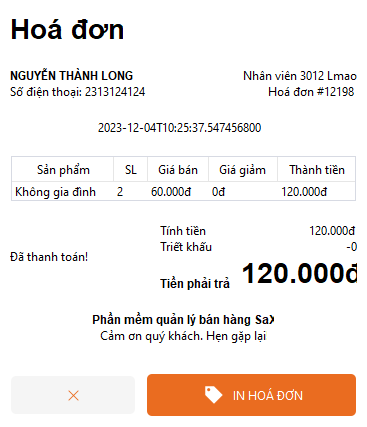 Hoá đơn
NGUYỄN THÀNH LONG
Nhân viên 3012 Lmao
Số điện thoại: 2313124124
Hoá đơn #12198
2023-12-04T10:25:37.547456800
Sản phẩm SL Giá bán Giá giảm Thành tiền
Không gia đình 2 60.000đ 0đ 120.000đ
Tính tiền 120.000đ
Triết khấu -0
Đã thanh toán!
Tiền phải trả 120.000đ
Phần mềm quản lý bán hàng SaX
Cảm ơn quý khách. Hẹn gặp lại
IN HOÁ ĐƠN